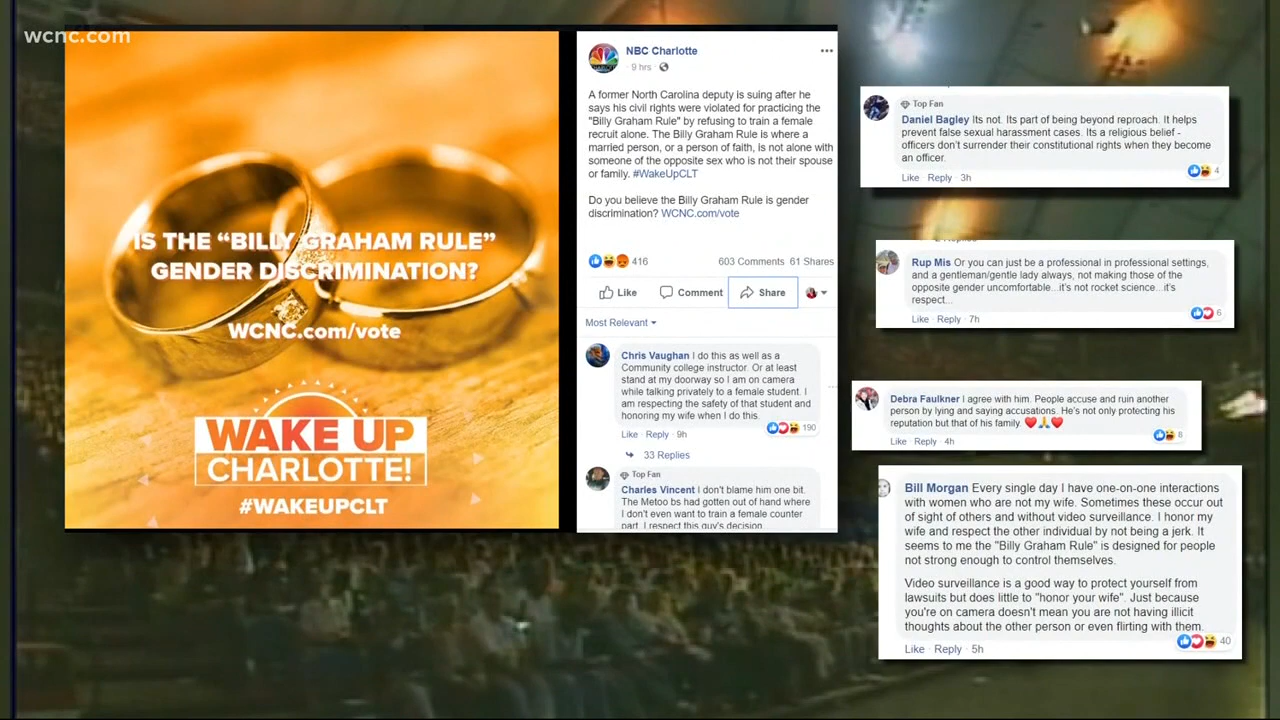 wcnc.com
IS THE “BILLY GRAHAM RULE”
GENDER DISCRIMINATION?
WCNC.com/vote
WAKE UP
CHARLOTTE!
#WAKEUPCLT
NBC Charlotte
9 hrs
A former North Carolina deputy is suing after he
says his civil rights were violated for practicing the
"Billy Graham Rule" by refusing to train a female
recruit alone. The Billy Graham Rule is where a
married person, or a person of faith, is not alone with
someone of the opposite sex who is not their spouse
or family. #WakeUpCLT
Do you believe the Billy Graham Rule is gender
discrimination? WCNC.com/vote
416 603 Comments 61 Shares
Like Comment Share
Most Relevant
Chris Vaughan I do this as well as a
Community college instructor. Or at least
stand at my doorway so I am on camera
while talking privately to a female student. I
am respecting the safety of that student and
honoring my wife when I do this.
190
Like · Reply · 9h
33 Replies
Top Fan
Charles Vincent I don't blame him one bit.
The Metoo bs had gotten out of hand where
I don't even want to train a female counter
part. I respect this guy's decision
Top Fan
Daniel Bagley Its not. Its part of being beyond reproach. It helps
prevent false sexual harassment cases. Its a religious belief -
officers don't surrender their constitutional rights when they become
an officer.
4
Like Reply · 3h
Rup Mis Or you can just be a professional in professional settings,
and a gentleman/gentle lady always, not making those of the
opposite gender uncomfortable...it's not rocket science...it's
respect...
6
Like · Reply · 7h
Debra Faulkner I agree with him. People accuse and ruin another
person by lying and saying accusations. He's not only protecting his
reputation but that of his family. ❤️🙏❤️
8
Like · Reply · 4h
Bill Morgan Every single day I have one-on-one interactions
with women who are not my wife. Sometimes these occur out
of sight of others and without video surveillance. I honor my
wife and respect the other individual by not being a jerk. It
seems to me the "Billy Graham Rule" is designed for people
not strong enough to control themselves.
Video surveillance is a good way to protect yourself from
lawsuits but does little to "honor your wife". Just because
you're on camera doesn't mean you are not having illicit
thoughts about the other person or even flirting with them.
40
Like · Reply · 5h